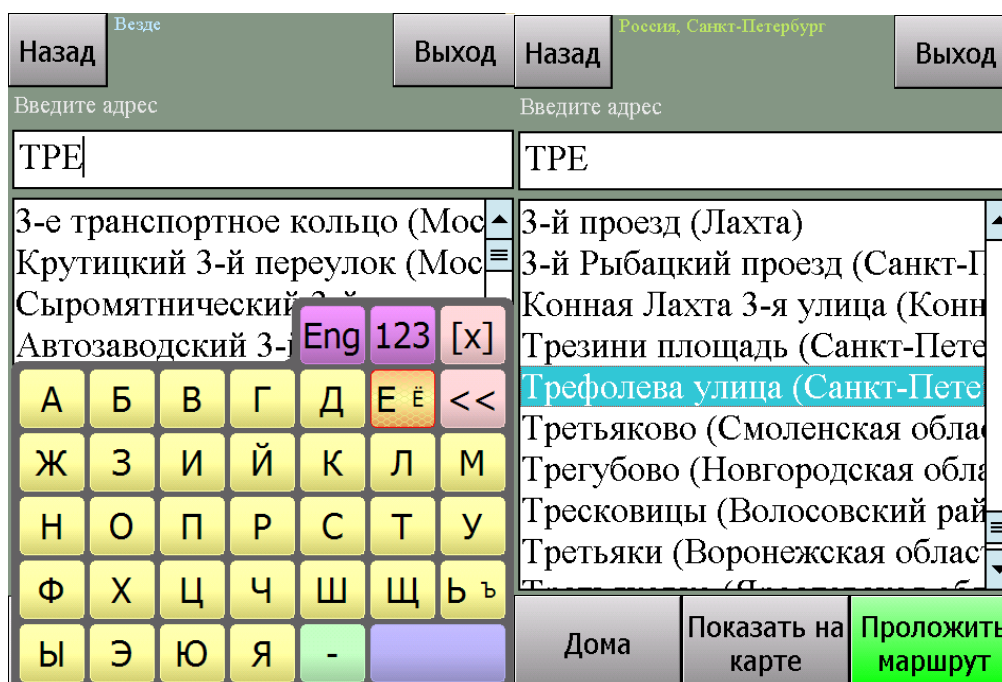 Везде
Назад
Выход
Введите адрес
ТРЕ
3-е транспортное кольцо (Мос
Крутицкий 3-й переулок (Мос
Сыромятнический
Автозаводский 3-й
Eng 123 [x]
А Б В Г Д Е Ё <<
Ж З И Й К Л М
Н О П Р С Т У
Ф Х Ц Ч Ш Щ Ь Ъ
Ы Э Ю Я -
Россия, Санкт-Петербург
Назад
Выход
Введите адрес
ТРЕ
3-й проезд (Лахта)
3-й Рыбацкий проезд (Санкт-П
Конная Лахта 3-я улица (Конн
Трезини площадь (Санкт-Пете
Трефолева улица (Санкт-Пете
Третьяково (Смоленская обла
Трегубово (Новгородская обла
Тресковицы (Волосовский рай
Третьяки (Воронежская област
Дома
Показать на
карте
Проложить
маршрут